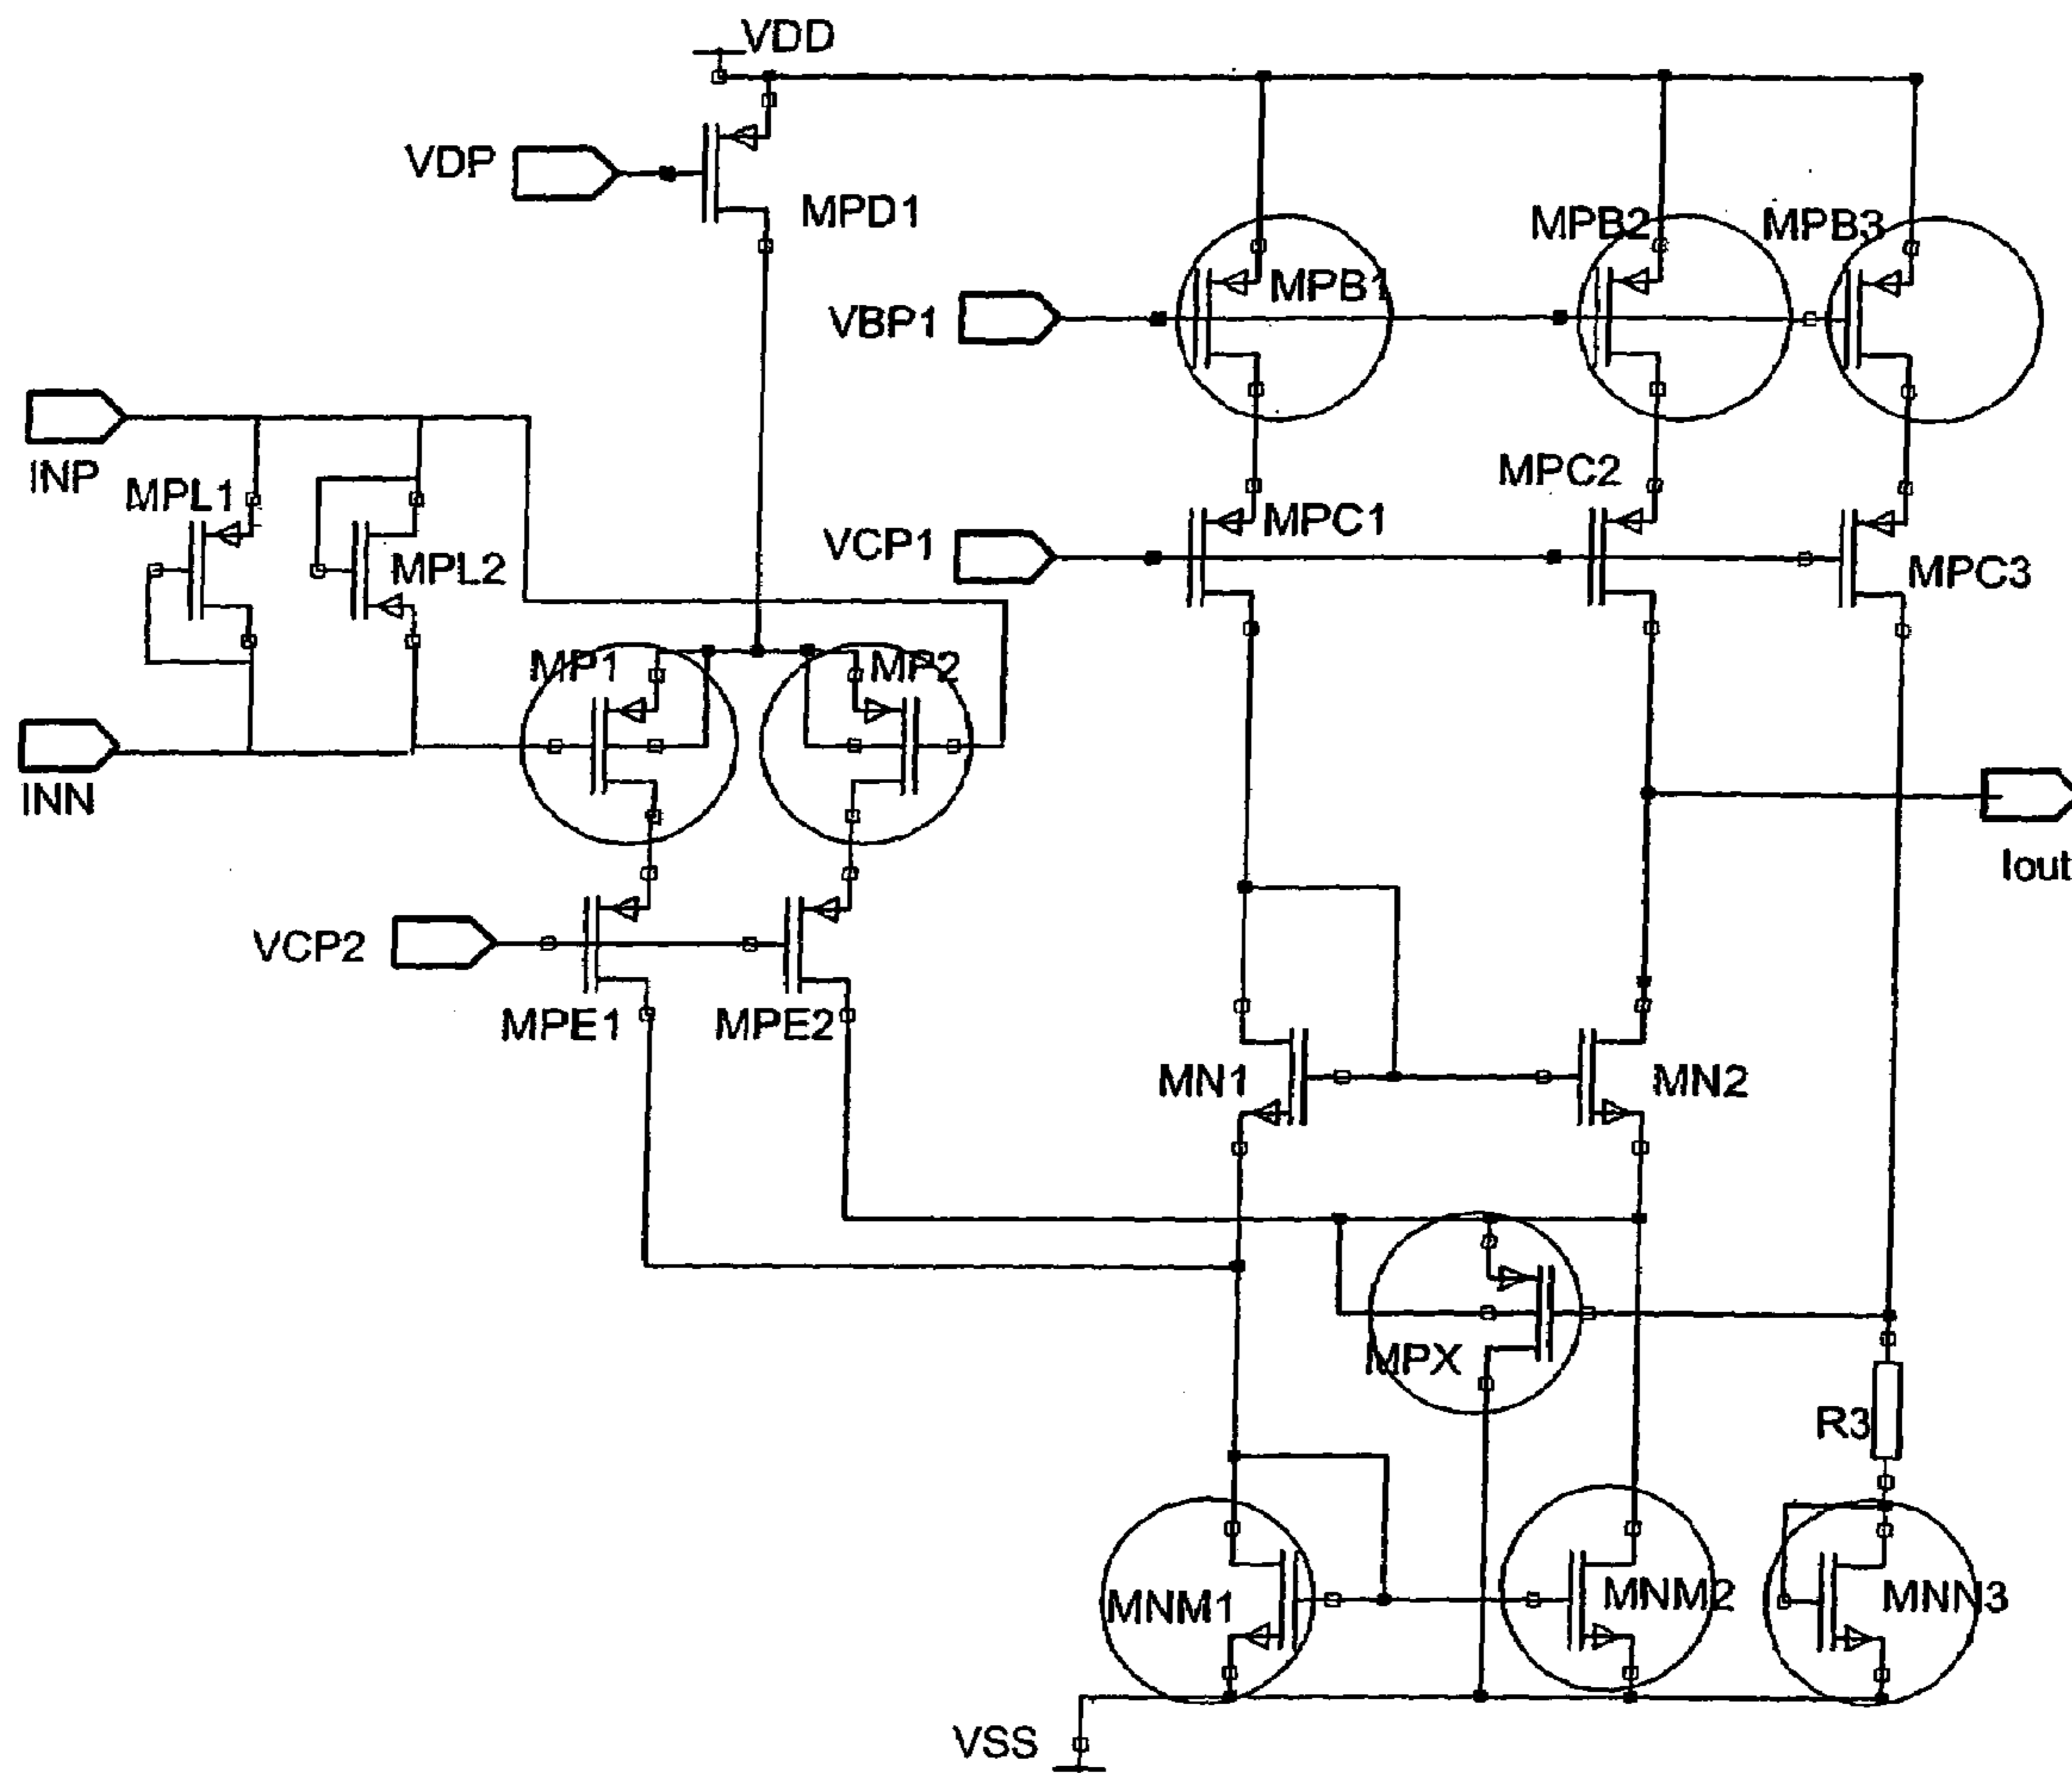 VDD
VDP
MPD1
MPB2
MPB3
MPB1
VBP1
INP
MPL1
MPC2
MPC1
VCP1
MPL2
MPC3
MP1
MP2
INN
Iout
VCP2
MPE1
MPE2
MN1
MN2
MPX
R3
MNM1
MNM2
MNN3
VSS